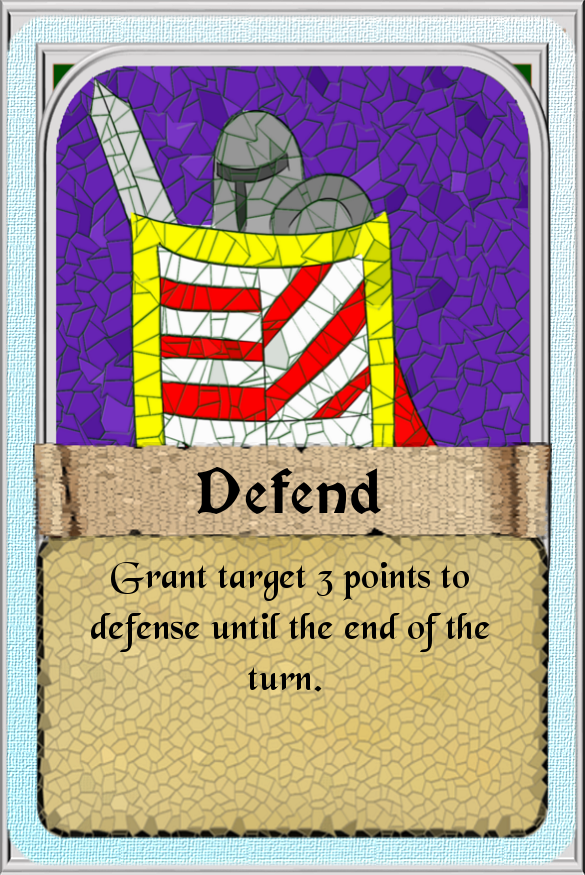 Defend
Grant target 3 points to
defense until the end of the
turn.